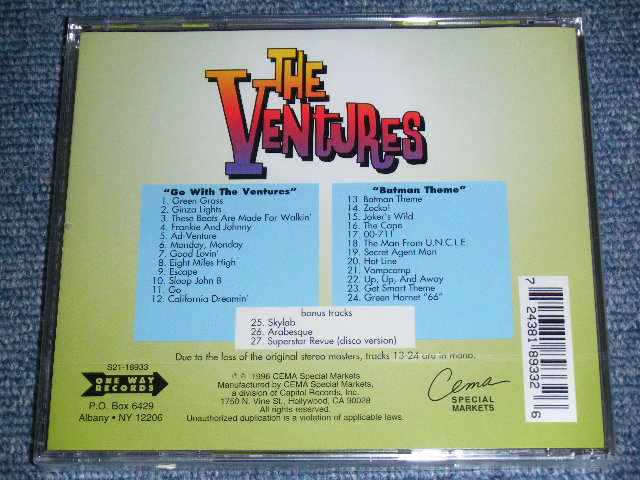 THE
VENTURES
"Go With The Ventures"
1. Green Grass
2. Ginza Lights
3. These Boots Are Made For Walkin'
4. Frankie And Johnny
5. Ad-Venture
6. Monday, Monday
7. Good Lovin'
8. Eight Miles High
9. Escape
10. Sloop John B
11. Go
12. California Dreamin'
"Batman Theme"
13. Batman Theme
14. Zocko!
15. Joker's Wild
16. The Cape
17. 00-711
18. The Man From U.N.C.L.E.
19. Secret Agent Man
20. Hot Line
21. Vampcamp
22. Up, Up, And Away
23. Get Smart Theme
24. Green Hornet "66"
bonus tracks
25. Skylab
26. Arabesque
27. Superstar Revue (disco version)
Due to the loss of the original stereo masters, tracks 13-24 are in mono.
S21-18933
ONE WAY
RECORDS
P.O. Box 6429
Albany • NY 12206
℗ © 1996 CEMA Special Markets
Manufactured by CEMA Special Markets,
a division of Capitol Records, Inc.
1750 N. Vine St., Hollywood, CA 90028
All rights reserved.
Unauthorized duplication is a violation of applicable laws.
Cema
SPECIAL
MARKETS
7 24381 89332 6